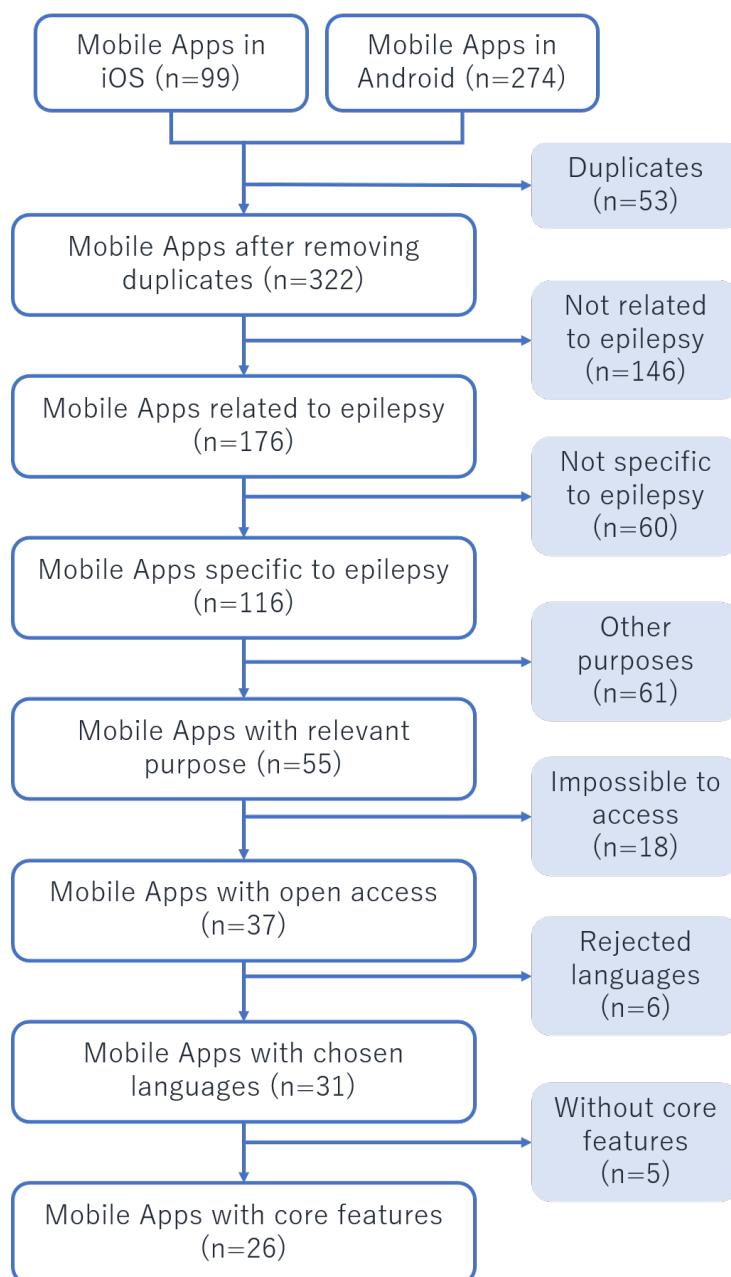 Mobile Apps in
iOS (n=99)
Mobile Apps in
Android (n=274)
Duplicates
(n=53)
Mobile Apps after removing
duplicates (n=322)
Not related
to epilepsy
(n=146)
Mobile Apps related to epilepsy
(n=176)
Not specific
to epilepsy
(n=60)
Mobile Apps specific to epilepsy
(n=116)
Other
purposes
(n=61)
Mobile Apps with relevant
purpose (n=55)
Impossible to
access
(n=18)
Mobile Apps with open access
(n=37)
Rejected
languages
(n=6)
Mobile Apps with chosen
languages (n=31)
Without core
features
(n=5)
Mobile Apps with core features
(n=26)